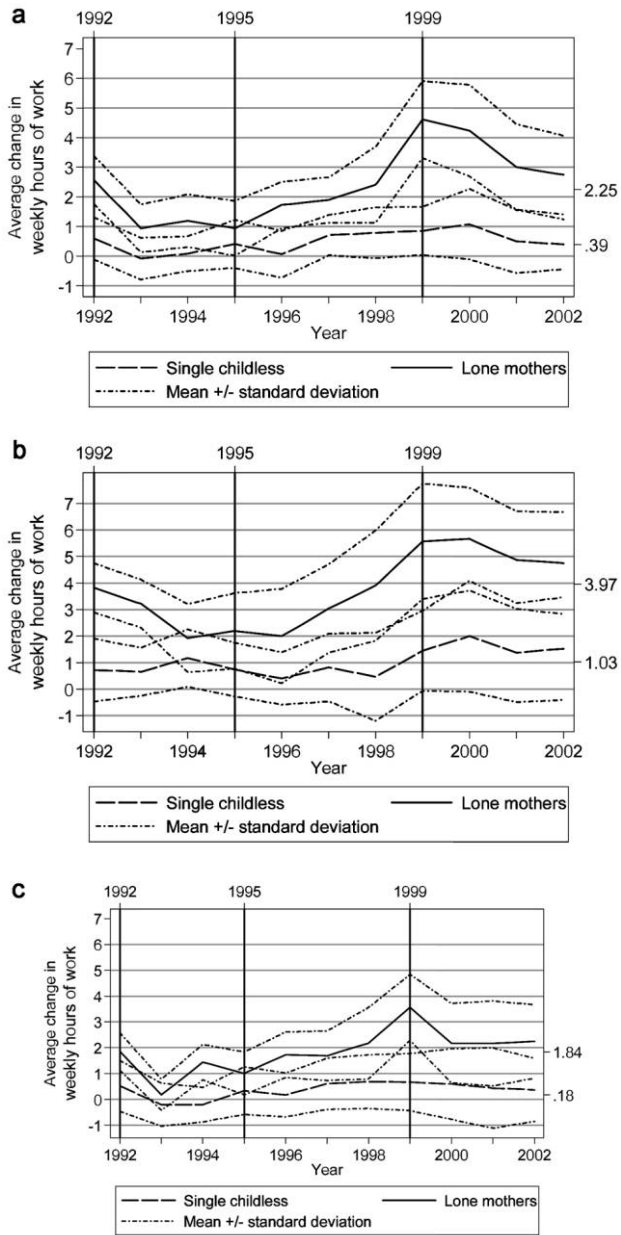 a
1992 1995 1999
Average change in
weekly hours of work
7
6
5
4
3
2
1
0
-1
2.25
.39
1992 1994 1996 1998 2000 2002
Year
Single childless Lone mothers
Mean +/- standard deviation
b
1992 1995 1999
Average change in
weekly hours of work
7
6
5
4
3
2
1
0
-1
3.97
1.03
1992 1994 1996 1998 2000 2002
Year
Single childless Lone mothers
Mean +/- standard deviation
c
1992 1995 1999
Average change in
weekly hours of work
7
6
5
4
3
2
1
0
-1
1.84
.18
1992 1994 1996 1998 2000 2002
Year
Single childless Lone mothers
Mean +/- standard deviation